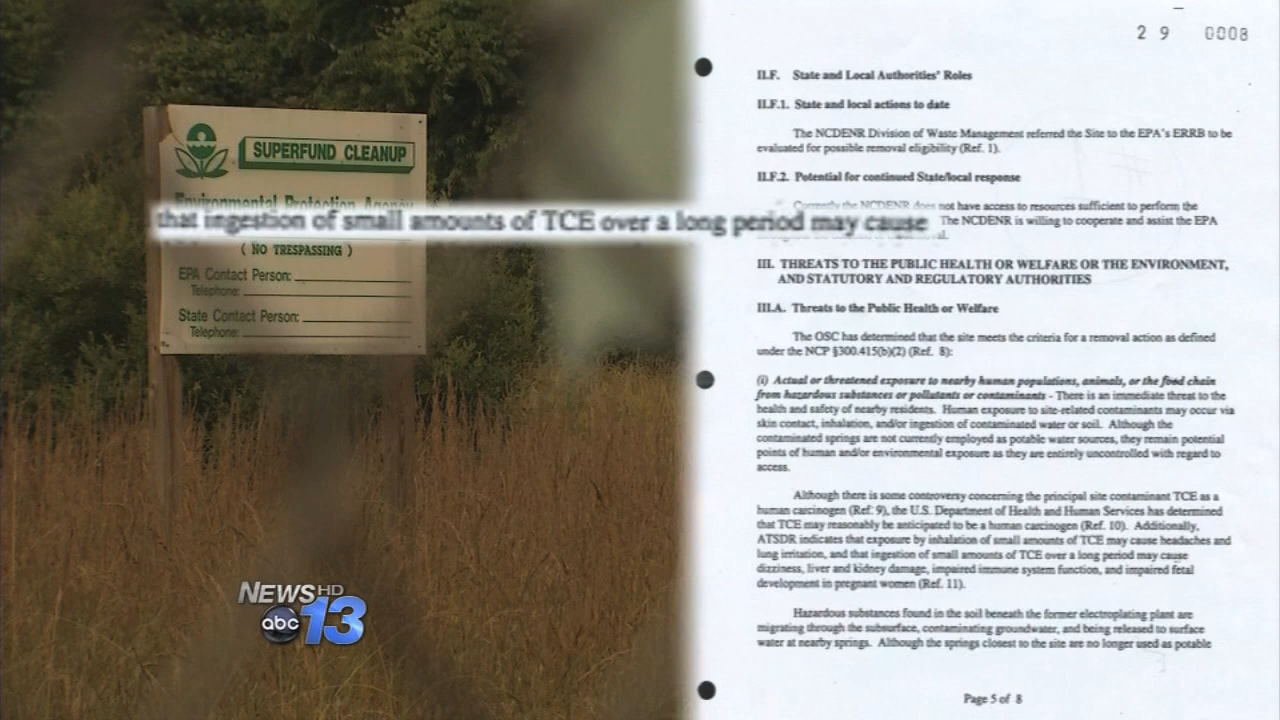 SUPERFUND CLEANUP
Environmental Protection Agency
that ingestion of small amounts of TCE over a long period may cause
( NO TRESPASSING )
EPA Contact Person:
Telephone:
State Contact Person:
Telephone:
NEWS HD
abc 13
2 9 0008
II.F. State and Local Authorities' Roles
II.F.1. State and local actions to date
The NCDENR Division of Waste Management referred the Site to the EPA's ERRB to be
evaluated for possible removal eligibility (Ref. 1).
II.F.2. Potential for continued State/local response
Currently the NCDENR does not have access to resources sufficient to perform the
The NCDENR is willing to cooperate and assist the EPA
III. THREATS TO THE PUBLIC HEALTH OR WELFARE OR THE ENVIRONMENT,
AND STATUTORY AND REGULATORY AUTHORITIES
III.A. Threats to the Public Health or Welfare
The OSC has determined that the site meets the criteria for a removal action as defined
under the NCP §300.415(b)(2) (Ref. 8):
(i) Actual or threatened exposure to nearby human populations, animals, or the food chain
from hazardous substances or pollutants or contaminants - There is an immediate threat to the
health and safety of nearby residents. Human exposure to site-related contaminants may occur via
skin contact, inhalation, and/or ingestion of contaminated water or soil. Although the
contaminated springs are not currently employed as potable water sources, they remain potential
points of human and/or environmental exposure as they are entirely uncontrolled with regard to
access.
Although there is some controversy concerning the principal site contaminant TCE as a
human carcinogen (Ref. 9), the U.S. Department of Health and Human Services has determined
that TCE may reasonably be anticipated to be a human carcinogen (Ref. 10). Additionally,
ATSDR indicates that exposure by inhalation of small amounts of TCE may cause headaches and
lung irritation, and that ingestion of small amounts of TCE over a long period may cause
dizziness, liver and kidney damage, impaired immune system function, and impaired fetal
development in pregnant women (Ref. 11).
Hazardous substances found in the soil beneath the former electroplating plant are
migrating through the subsurface, contaminating groundwater, and being released to surface
water at nearby springs. Although the springs closest to the site are no longer used as potable
Page 5 of 8